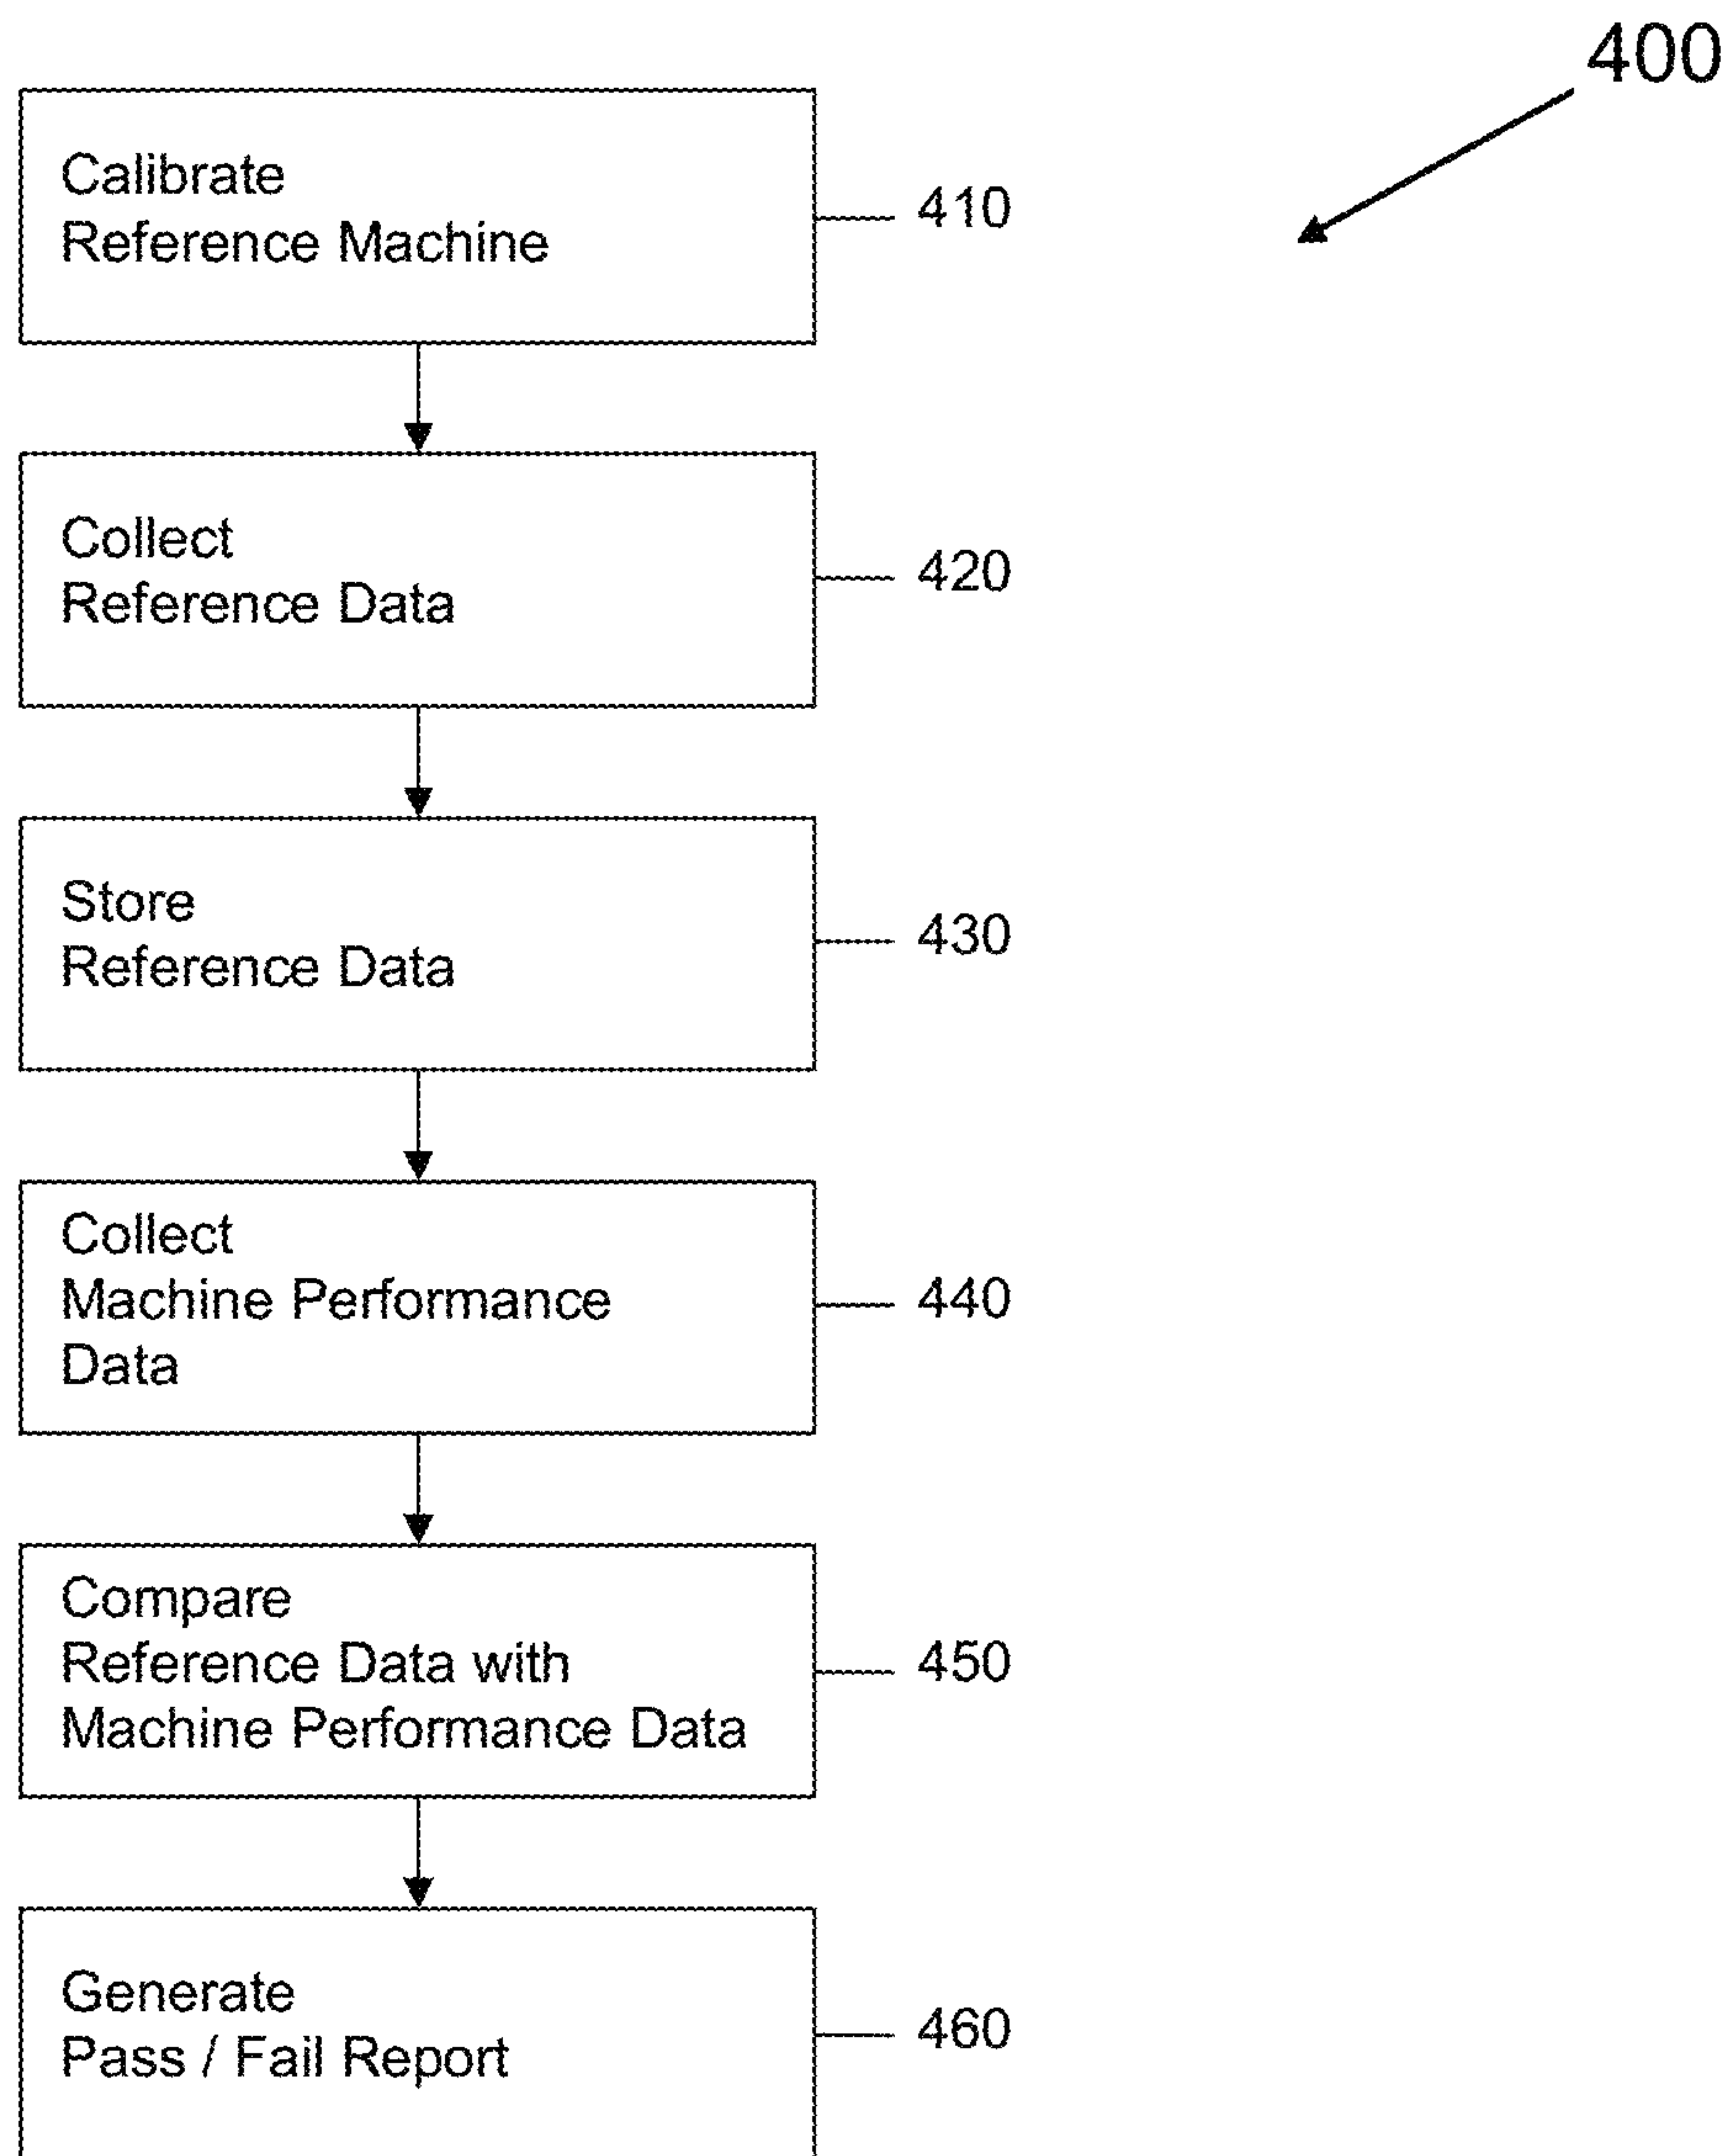 400
Calibrate
Reference Machine
410
Collect
Reference Data
420
Store
Reference Data
430
Collect
Machine Performance
Data
440
Compare
Reference Data with
Machine Performance Data
450
Generate
Pass / Fail Report
460